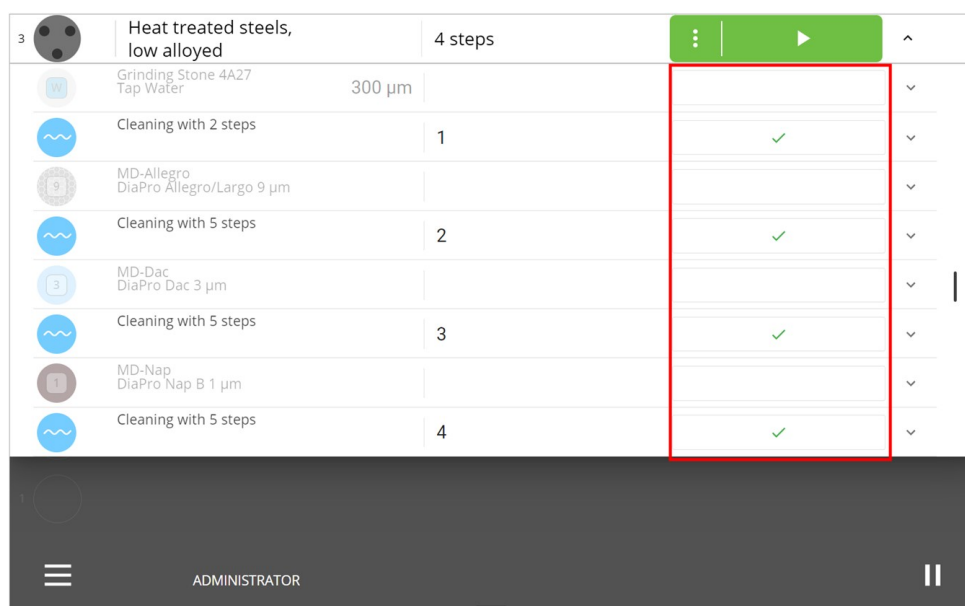 3
Heat treated steels,
low alloyed
4 steps
W
Grinding Stone 4A27
Tap Water
300 µm
Cleaning with 2 steps
1
9
MD-Allegro
DiaPro Allegro/Largo 9 µm
Cleaning with 5 steps
2
3
MD-Dac
DiaPro Dac 3 µm
Cleaning with 5 steps
3
1
MD-Nap
DiaPro Nap B 1 µm
Cleaning with 5 steps
4
1
ADMINISTRATOR